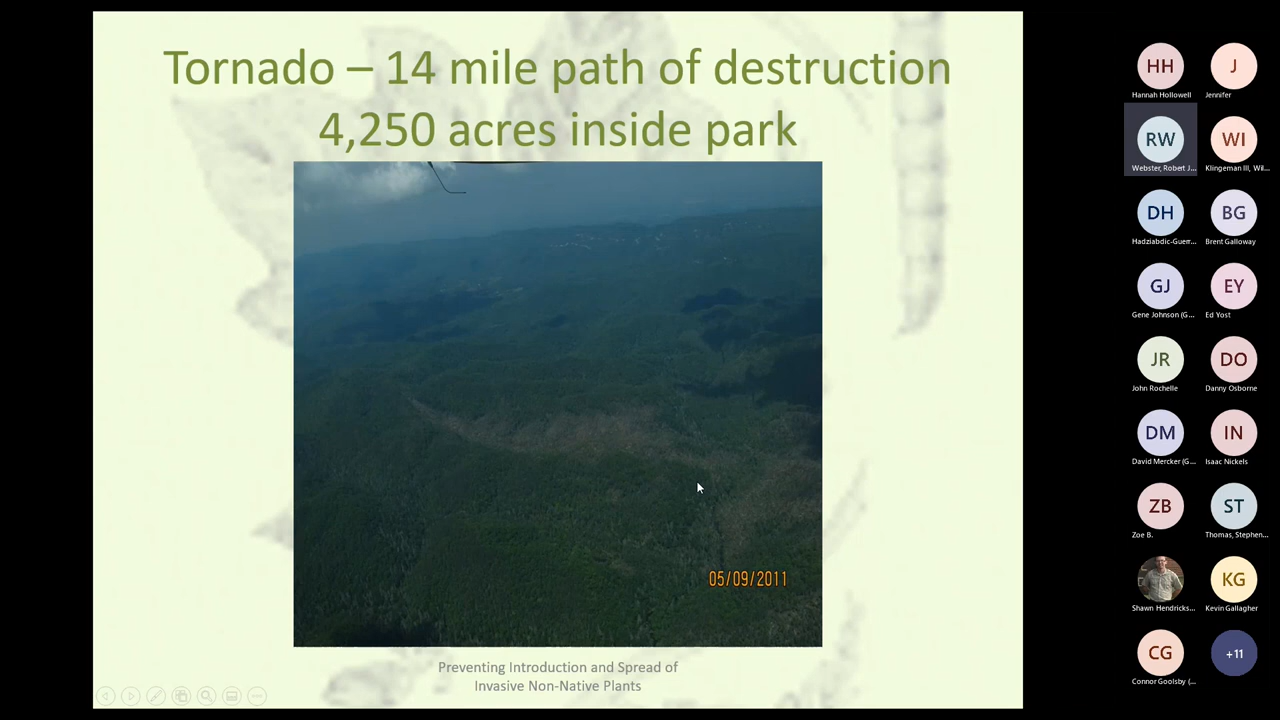 Tornado – 14 mile path of destruction
4,250 acres inside park
05/09/2011
Preventing Introduction and Spread of
Invasive Non-Native Plants
HH
Hannah Hollowell
J
Jennifer
RW
Webster, Robert J...
WI
Klingeman III, Wil...
DH
Hadziabdic-Guerr...
BG
Brent Galloway
GJ
Gene Johnson (G...
EY
Ed Yost
JR
John Rochelle
DO
Danny Osborne
DM
David Mercker (G...
IN
Isaac Nickels
ZB
Zoe B.
ST
Thomas, Stephen...
Shawn Hendricks...
KG
Kevin Gallagher
CG
Connor Goolsby (...
+11